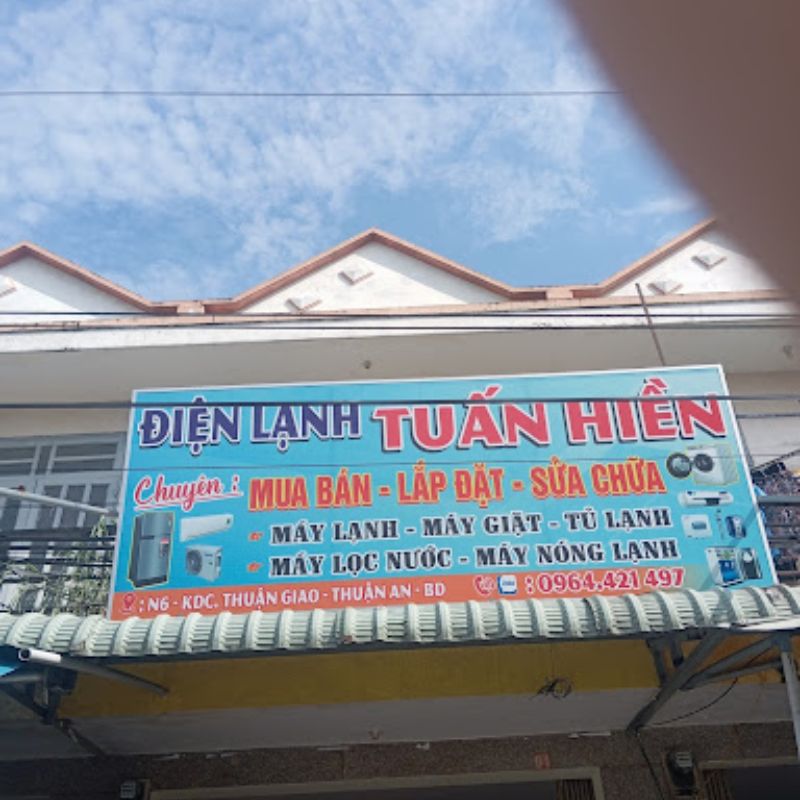 ĐIỆN LẠNH TUẤN HIỀN
Chuyên :
MUA BÁN - LẮP ĐẶT - SỬA CHỮA
MÁY LẠNH - MÁY GIẶT - TỦ LẠNH
MÁY LỌC NƯỚC - MÁY NÓNG LẠNH
: N6 - KDC. THUẬN GIAO - THUẬN AN - BD
: 0964.421 497